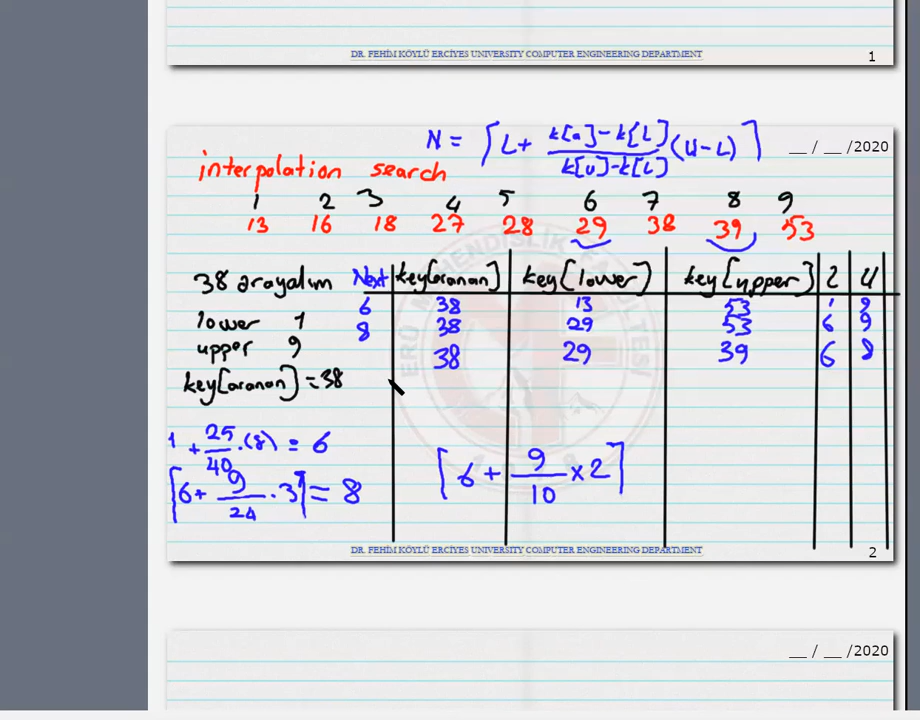 DR. FEHİM KÖYLÜ ERCİYES UNIVERSITY COMPUTER ENGINEERING DEPARTMENT 1
N = ⌈L + k[a]-k[L] / k[u]-k[L] (U-L)⌉
__ / __ /2020
interpolation search
1 2 3 4 5 6 7 8 9
13 16 18 27 28 29 38 39 53
38 arayalım Next key[aranan] key[lower] key[upper] L U
6 38 13 53 1 9
lower 1 8 38 29 53 6 9
upper 9 38 29 39 6 8
key[aranan] = 38
1 + 25/40 . (8) = 6
⌈6 + 9/24 . 3⌉ = 8
⌈6 + 9/10 x 2⌉
DR. FEHİM KÖYLÜ ERCİYES UNIVERSITY COMPUTER ENGINEERING DEPARTMENT 2
__ / __ /2020